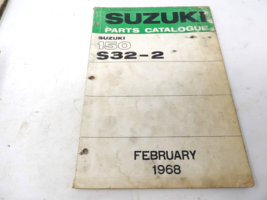 SUZUKI
PARTS CATALOGUE
SUZUKI
150
S32-2
FEBRUARY
1968